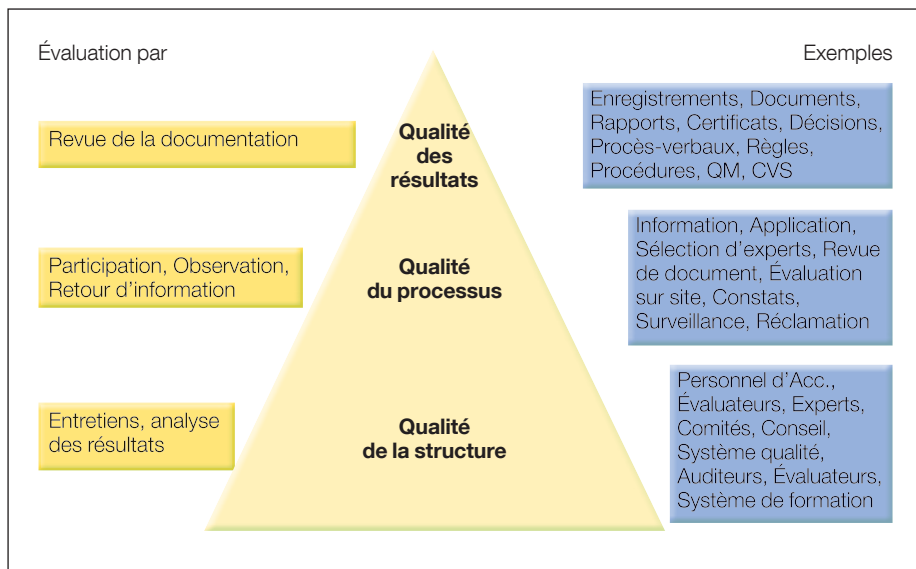 Évaluation par
Exemples
Revue de la documentation
Qualité
des
résultats
Enregistrements, Documents,
Rapports, Certificats, Décisions,
Procès-verbaux, Règles,
Procédures, QM, CVS
Participation, Observation,
Retour d'information
Qualité
du processus
Information, Application,
Sélection d'experts, Revue
de document, Évaluation
sur site, Constats,
Surveillance, Réclamation
Entretiens, analyse
des résultats
Qualité
de la structure
Personnel d'Acc.,
Évaluateurs, Experts,
Comités, Conseil,
Système qualité,
Auditeurs, Évaluateurs,
Système de formation